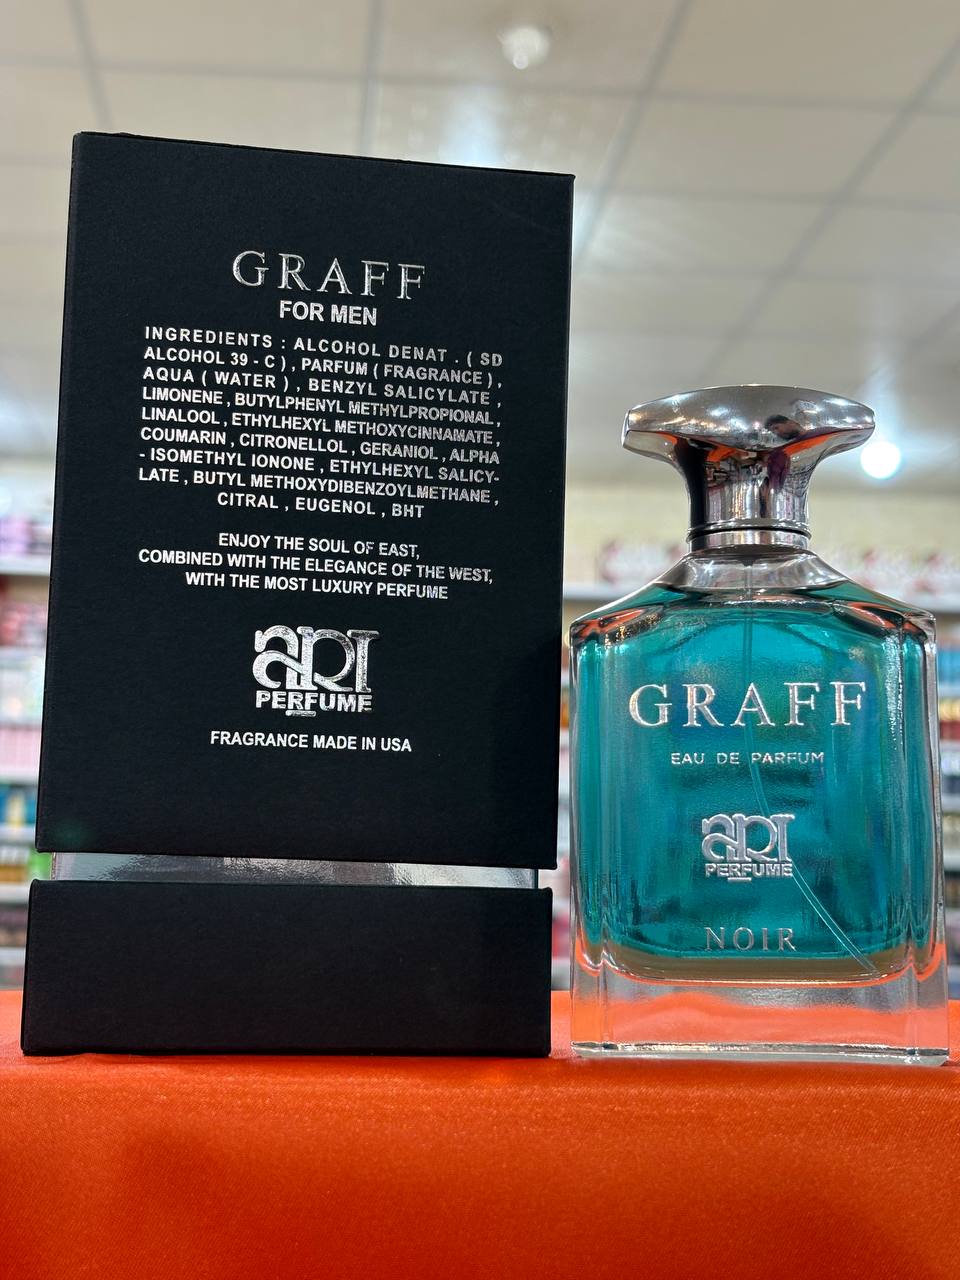 GRAFF
FOR MEN
INGREDIENTS : ALCOHOL DENAT . ( SD
ALCOHOL 39 - C ) , PARFUM ( FRAGRANCE ) ,
AQUA ( WATER ) , BENZYL SALICYLATE ,
LIMONENE , BUTYLPHENYL METHYLPROPIONAL ,
LINALOOL , ETHYLHEXYL METHOXYCINNAMATE ,
COUMARIN , CITRONELLOL , GERANIOL , ALPHA
- ISOMETHYL IONONE , ETHYLHEXYL SALICY-
LATE , BUTYL METHOXYDIBENZOYLMETHANE ,
CITRAL , EUGENOL , BHT
ENJOY THE SOUL OF EAST,
COMBINED WITH THE ELEGANCE OF THE WEST,
WITH THE MOST LUXURY PERFUME
aRI
PERFUME
FRAGRANCE MADE IN USA
GRAFF
EAU DE PARFUM
aRI
PERFUME
NOIR